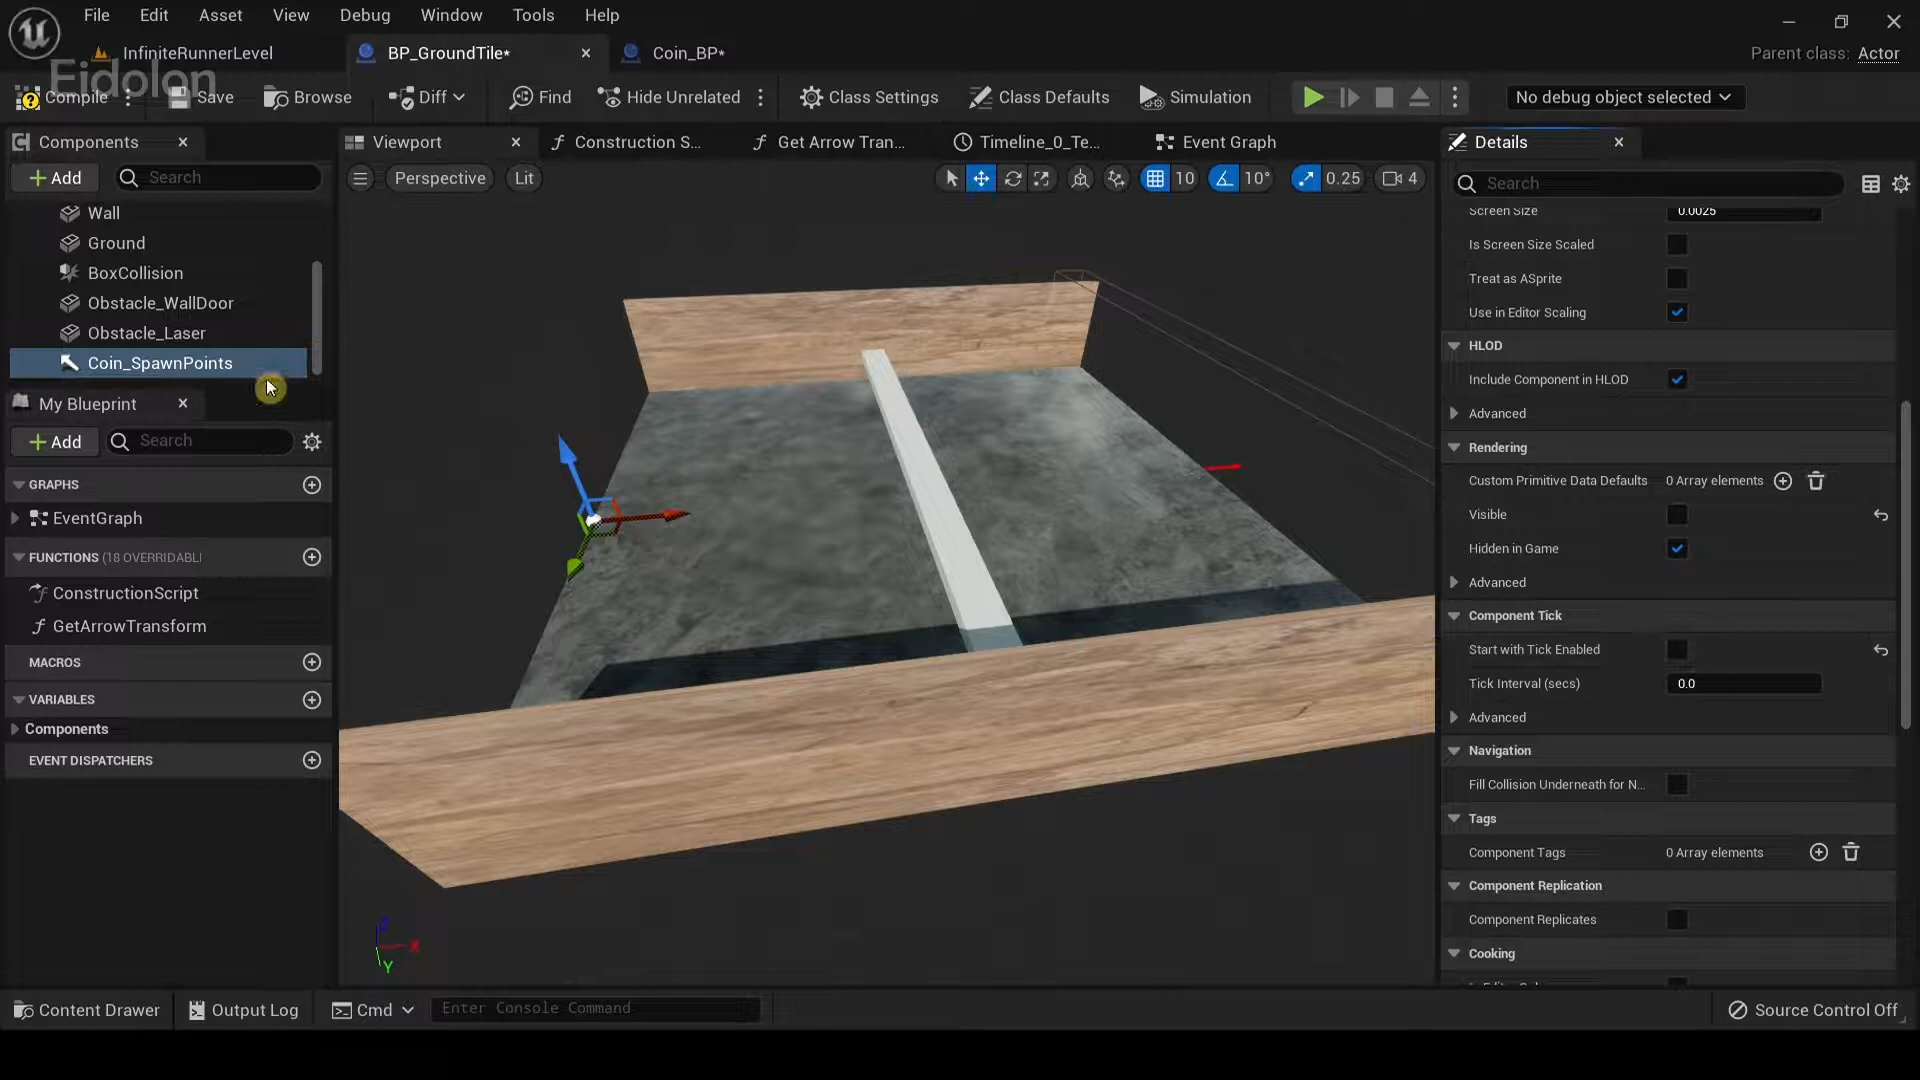 File Edit Asset View Debug Window Tools Help
InfiniteRunnerLevel BP_GroundTile* Coin_BP* Parent class: Actor
Eidolon
Compile Save Browse Diff Find Hide Unrelated Class Settings Class Defaults Simulation No debug object selected
Components Viewport Construction S... Get Arrow Tran... Timeline_0_Te... Event Graph Details
Add Search Perspective Lit 10 10° 0.25 4 Search
Wall
Ground
BoxCollision
Obstacle_WallDoor
Obstacle_Laser
Coin_SpawnPoints
My Blueprint
Add Search
GRAPHS
EventGraph
FUNCTIONS (18 OVERRIDABLI
ConstructionScript
GetArrowTransform
MACROS
VARIABLES
Components
EVENT DISPATCHERS
Z
X
Y
Screen Size 0.0025
Is Screen Size Scaled
Treat as ASprite
Use in Editor Scaling
HLOD
Include Component in HLOD
Advanced
Rendering
Custom Primitive Data Defaults 0 Array elements
Visible
Hidden in Game
Advanced
Component Tick
Start with Tick Enabled
Tick Interval (secs) 0.0
Advanced
Navigation
Fill Collision Underneath for N...
Tags
Component Tags 0 Array elements
Component Replication
Component Replicates
Cooking
Content Drawer Output Log Cmd Enter Console Command Source Control Off